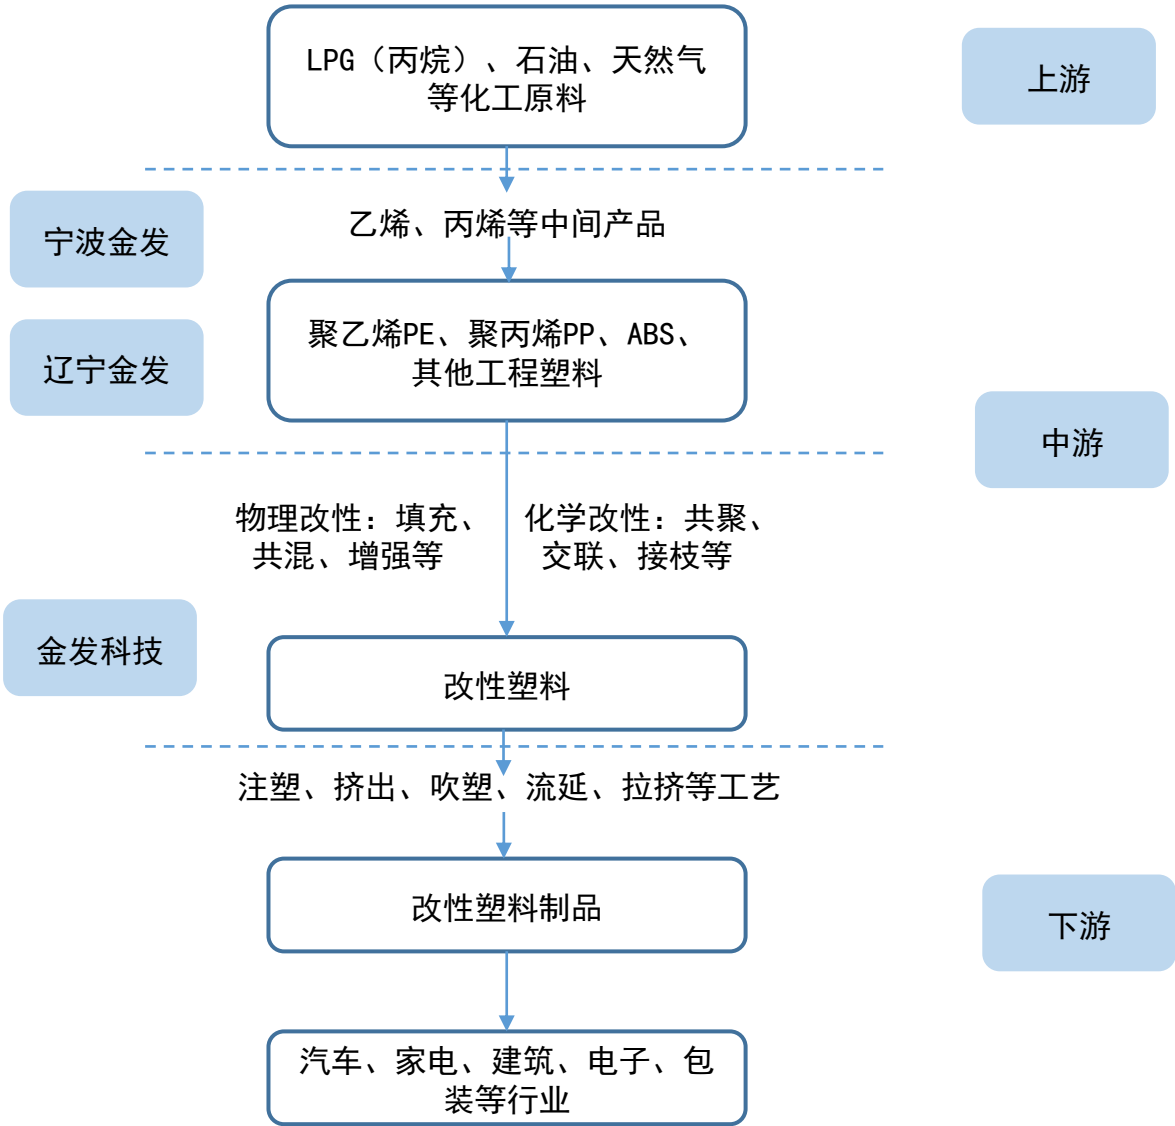 LPG（丙烷）、石油、天然气
等化工原料
上游
宁波金发
乙烯、丙烯等中间产品
辽宁金发
聚乙烯PE、聚丙烯PP、ABS、
其他工程塑料
中游
物理改性：填充、
共混、增强等
化学改性：共聚、
交联、接枝等
金发科技
改性塑料
注塑、挤出、吹塑、流延、拉挤等工艺
改性塑料制品
下游
汽车、家电、建筑、电子、包
装等行业